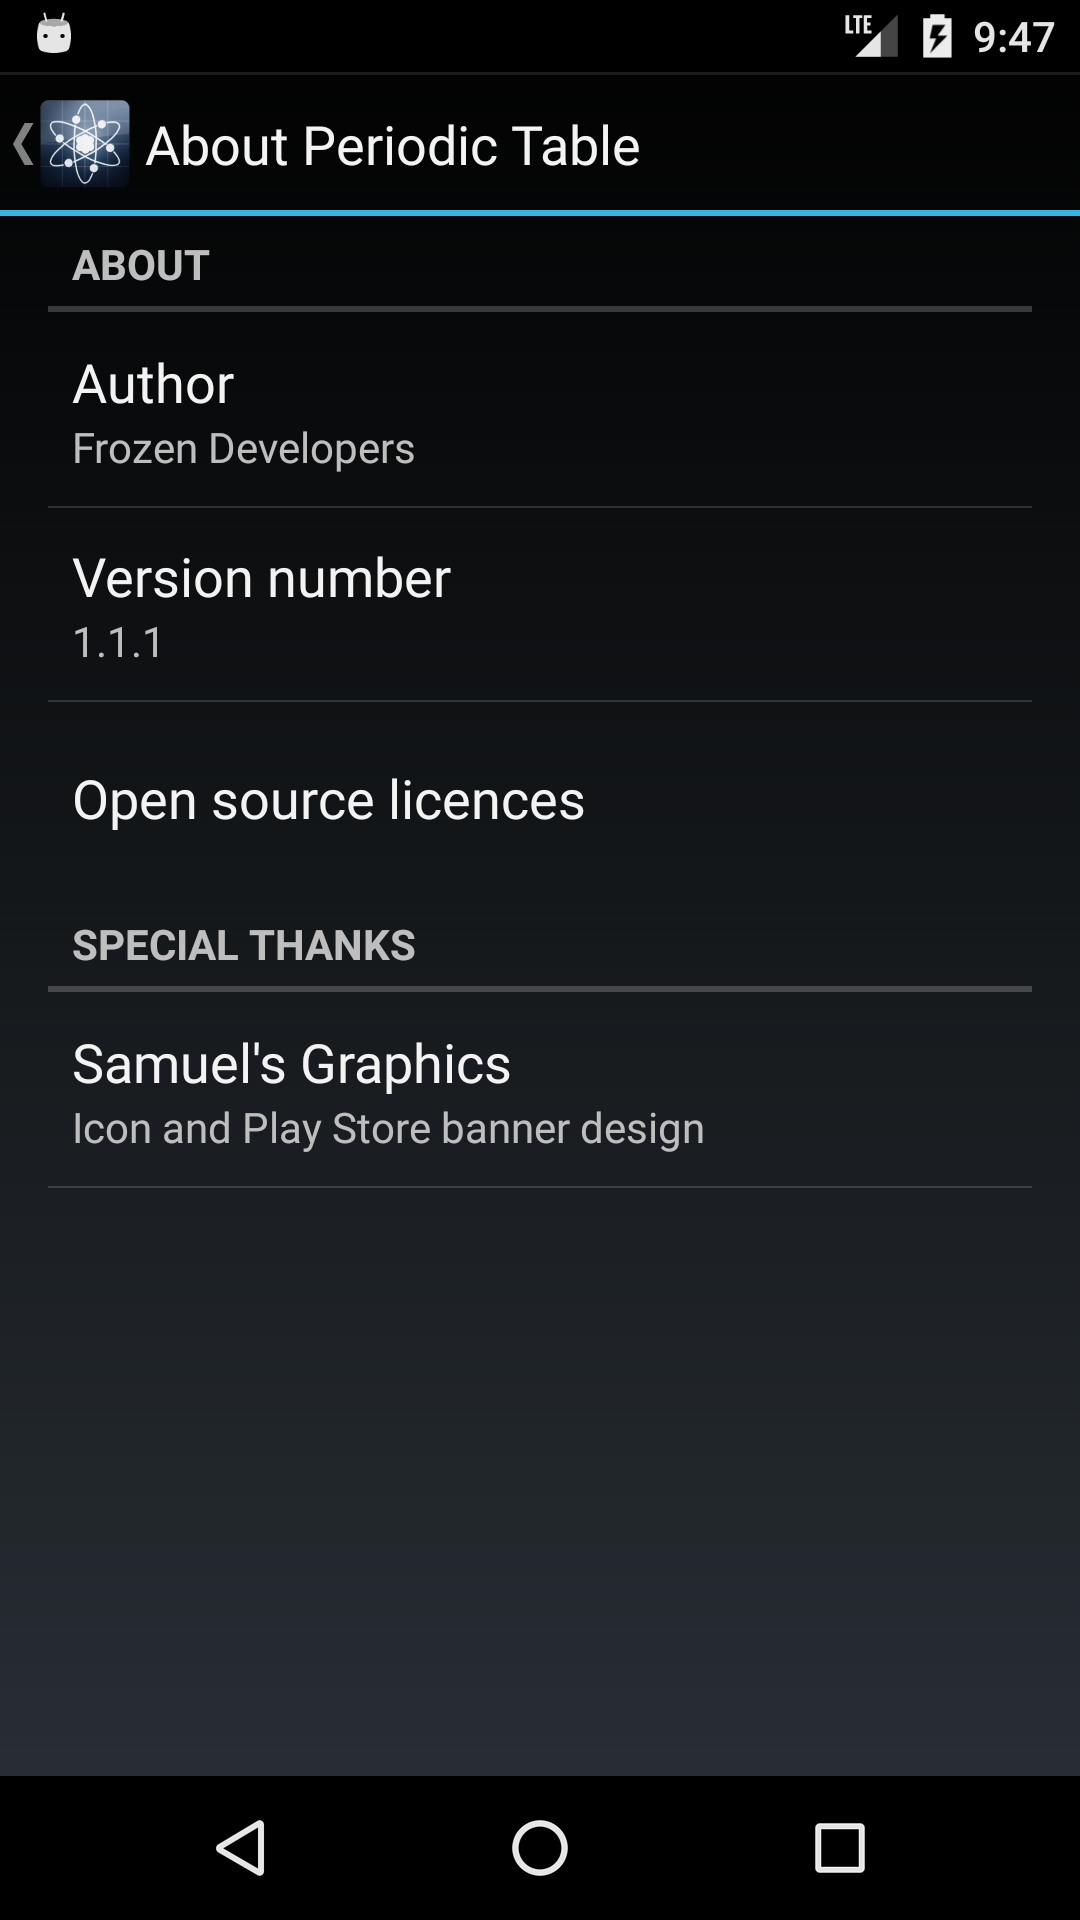 LTE 9:47
About Periodic Table
ABOUT
Author
Frozen Developers
Version number
1.1.1
Open source licences
SPECIAL THANKS
Samuel's Graphics
Icon and Play Store banner design